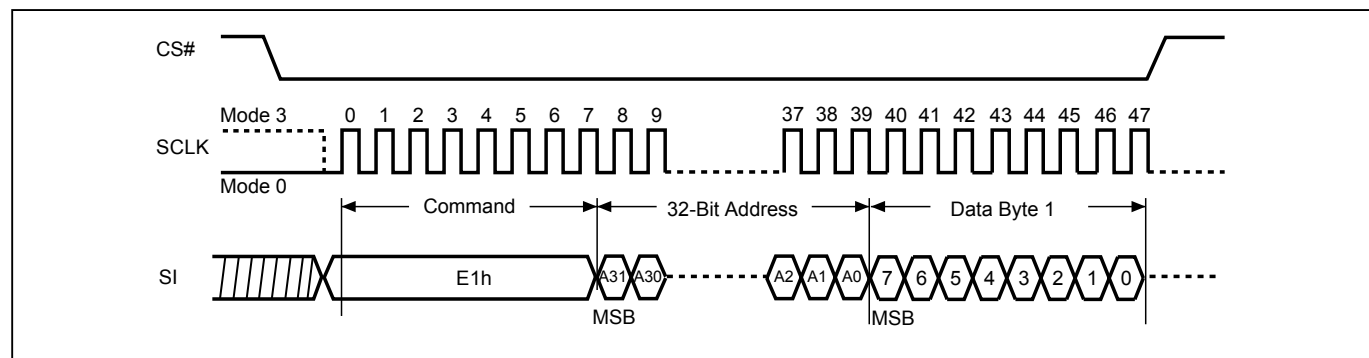 CS#
Mode 3
0 1 2 3 4 5 6 7 8 9 37 38 39 40 41 42 43 44 45 46 47
SCLK
Mode 0
Command 32-Bit Address Data Byte 1
SI E1h A31 A30 A2 A1 A0 7 6 5 4 3 2 1 0
MSB MSB